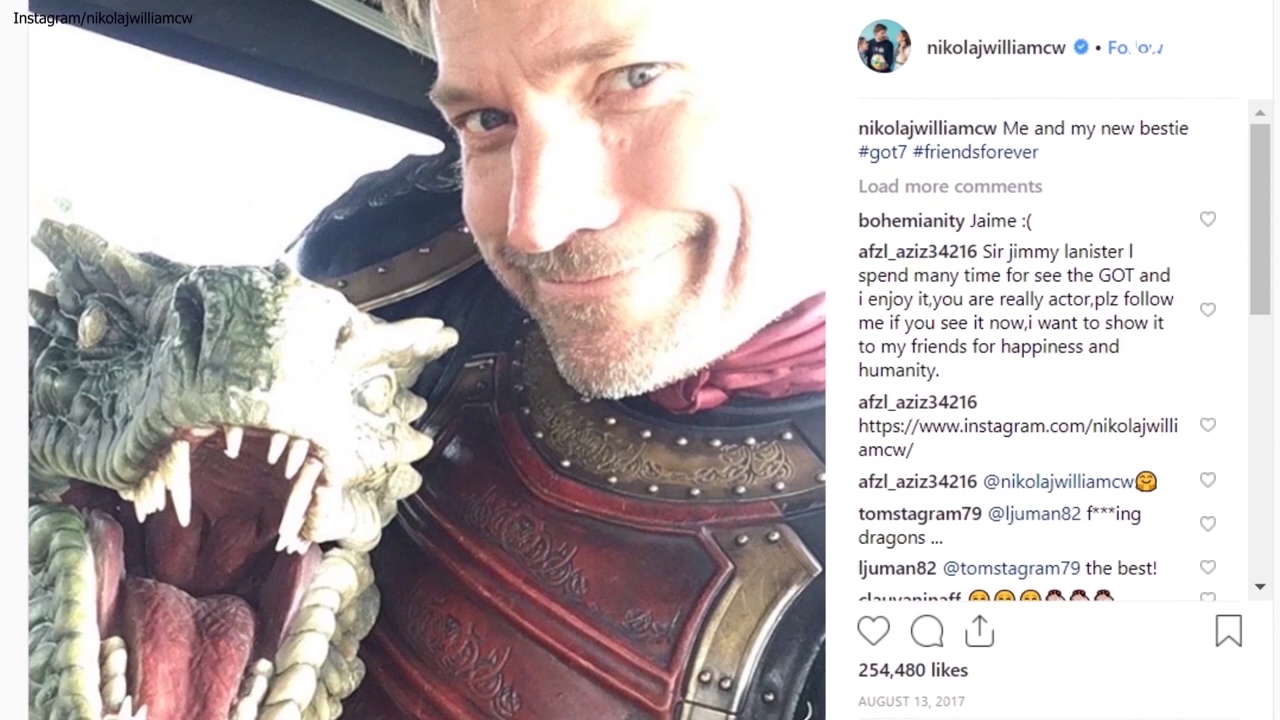 Instagram/nikolajwilliamcw
nikolajwilliamcw • Follow
nikolajwilliamcw Me and my new bestie
#got7 #friendsforever
Load more comments
bohemianity Jaime :(
afzl_aziz34216 Sir jimmy lanister I
spend many time for see the GOT and
i enjoy it,you are really actor,plz follow
me if you see it now,i want to show it
to my friends for happiness and
humanity.
afzl_aziz34216
https://www.instagram.com/nikolajwilli
amcw/
afzl_aziz34216 @nikolajwilliamcw🤗
tomstagram79 @ljuman82 f***ing
dragons ...
ljuman82 @tomstagram79 the best!
254,480 likes
AUGUST 13, 2017